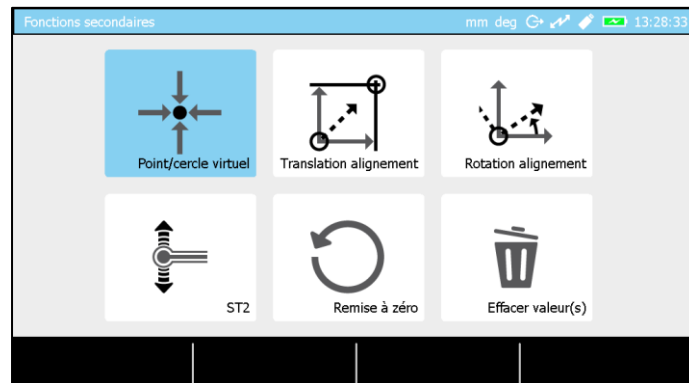 Fonctions secondaires mm deg 13:28:33
Point/cercle virtuel Translation alignement Rotation alignement
ST2 Remise à zéro Effacer valeur(s)